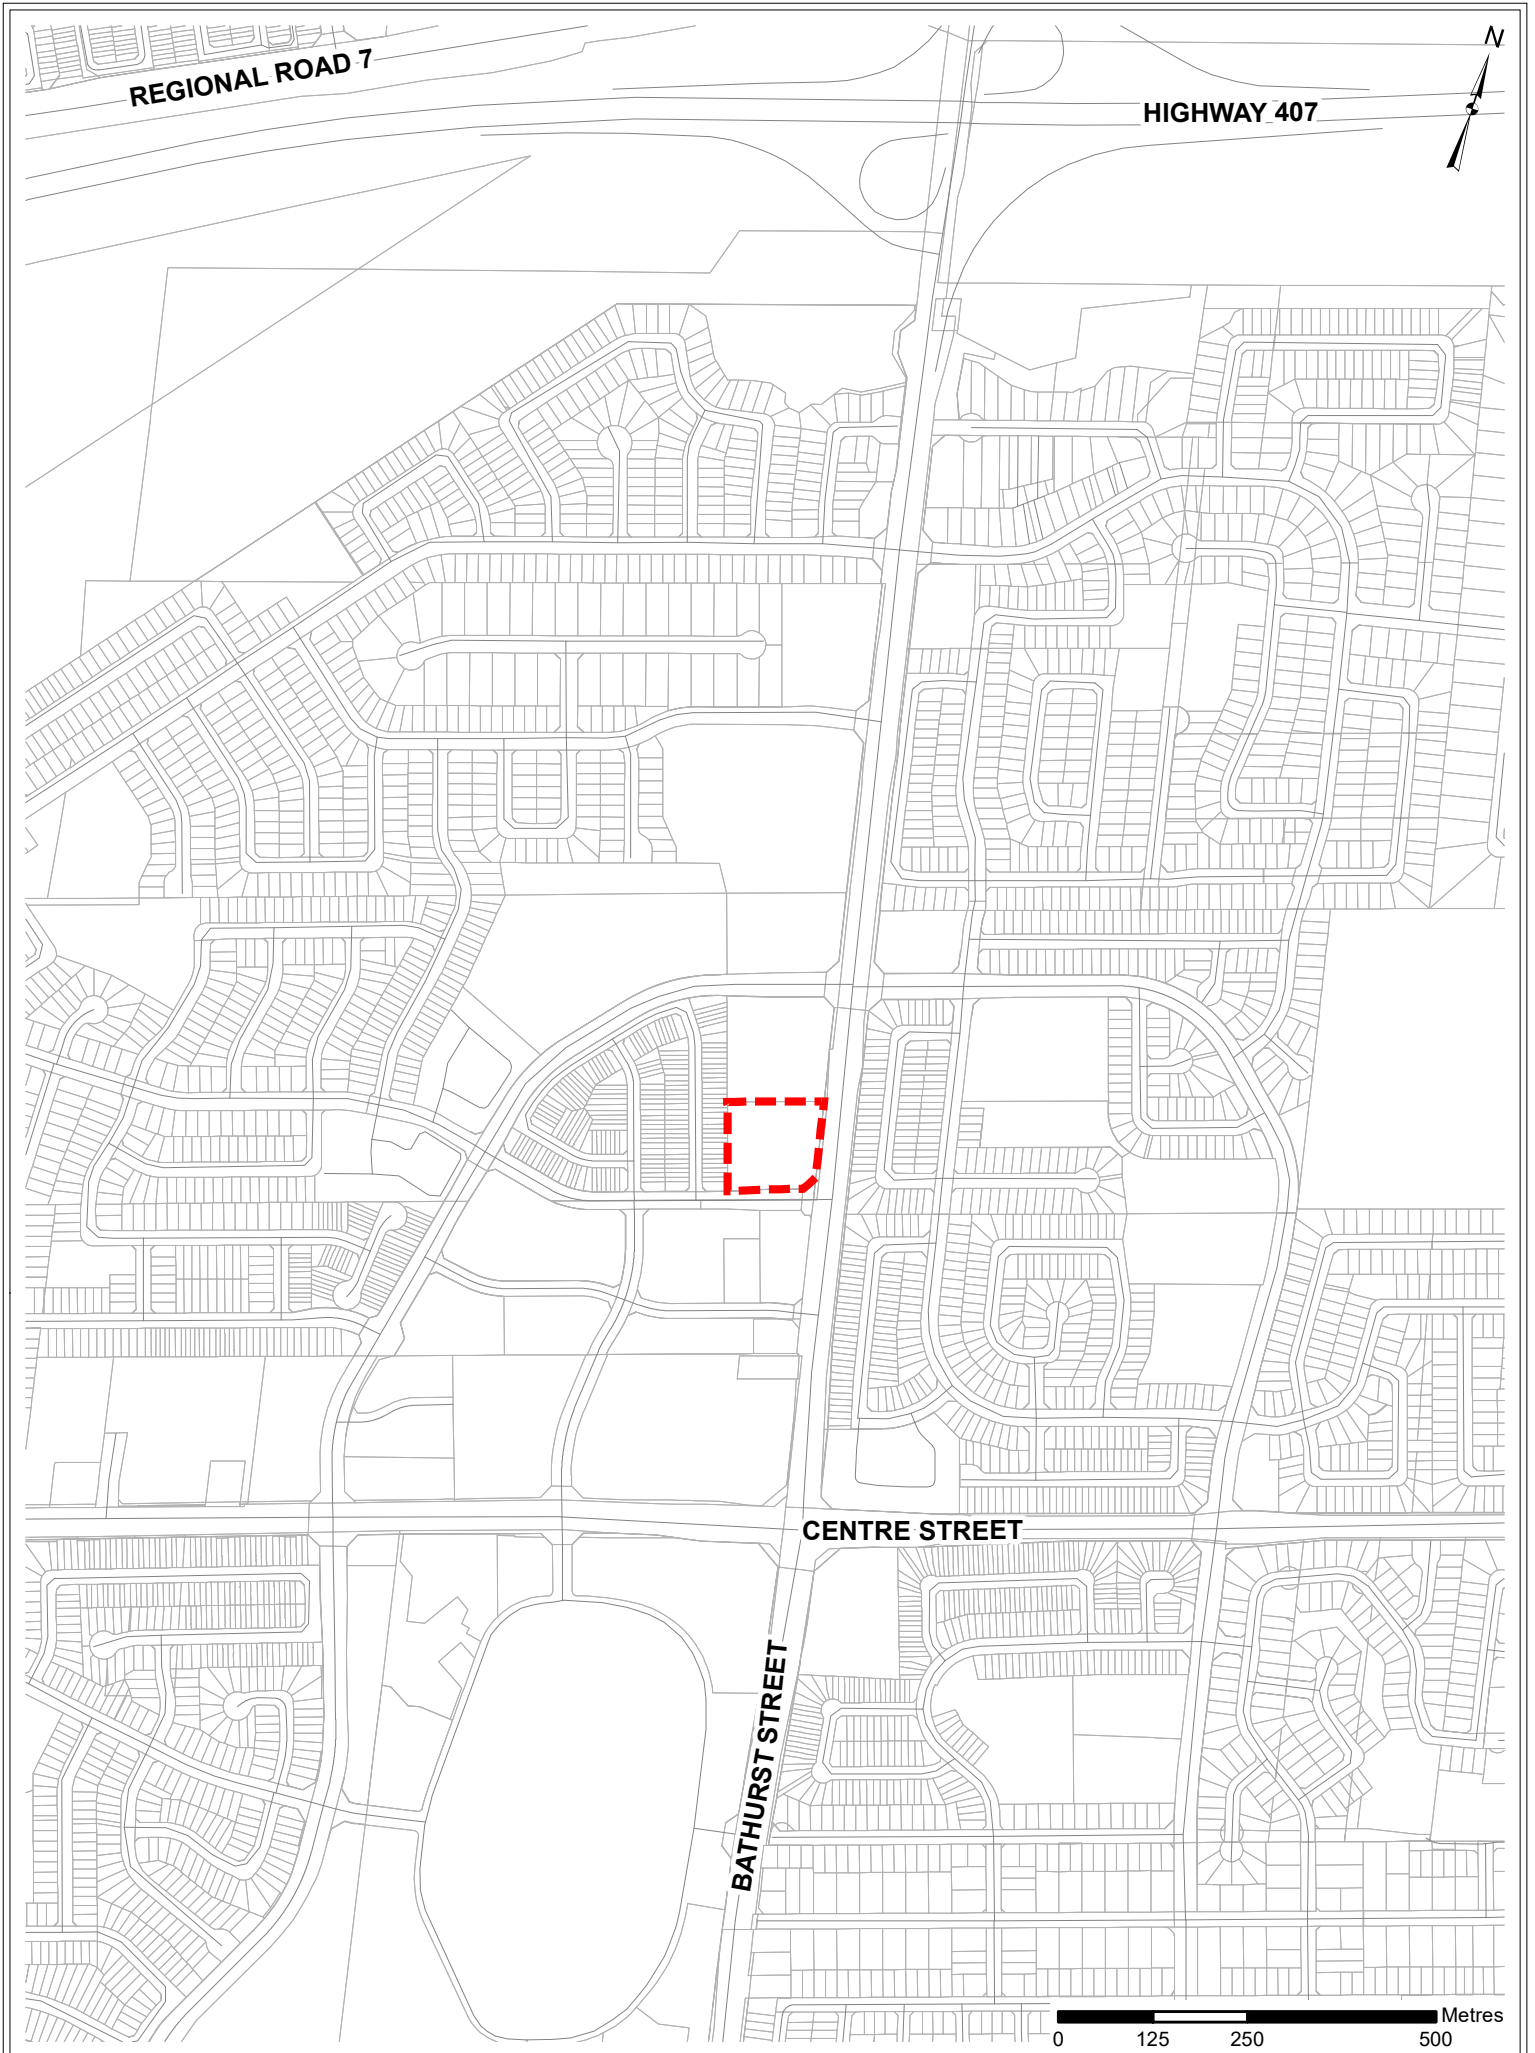 N
REGIONAL ROAD 7
HIGHWAY 407
CENTRE STREET
BATHURST STREET
Metres
0 125 250 500